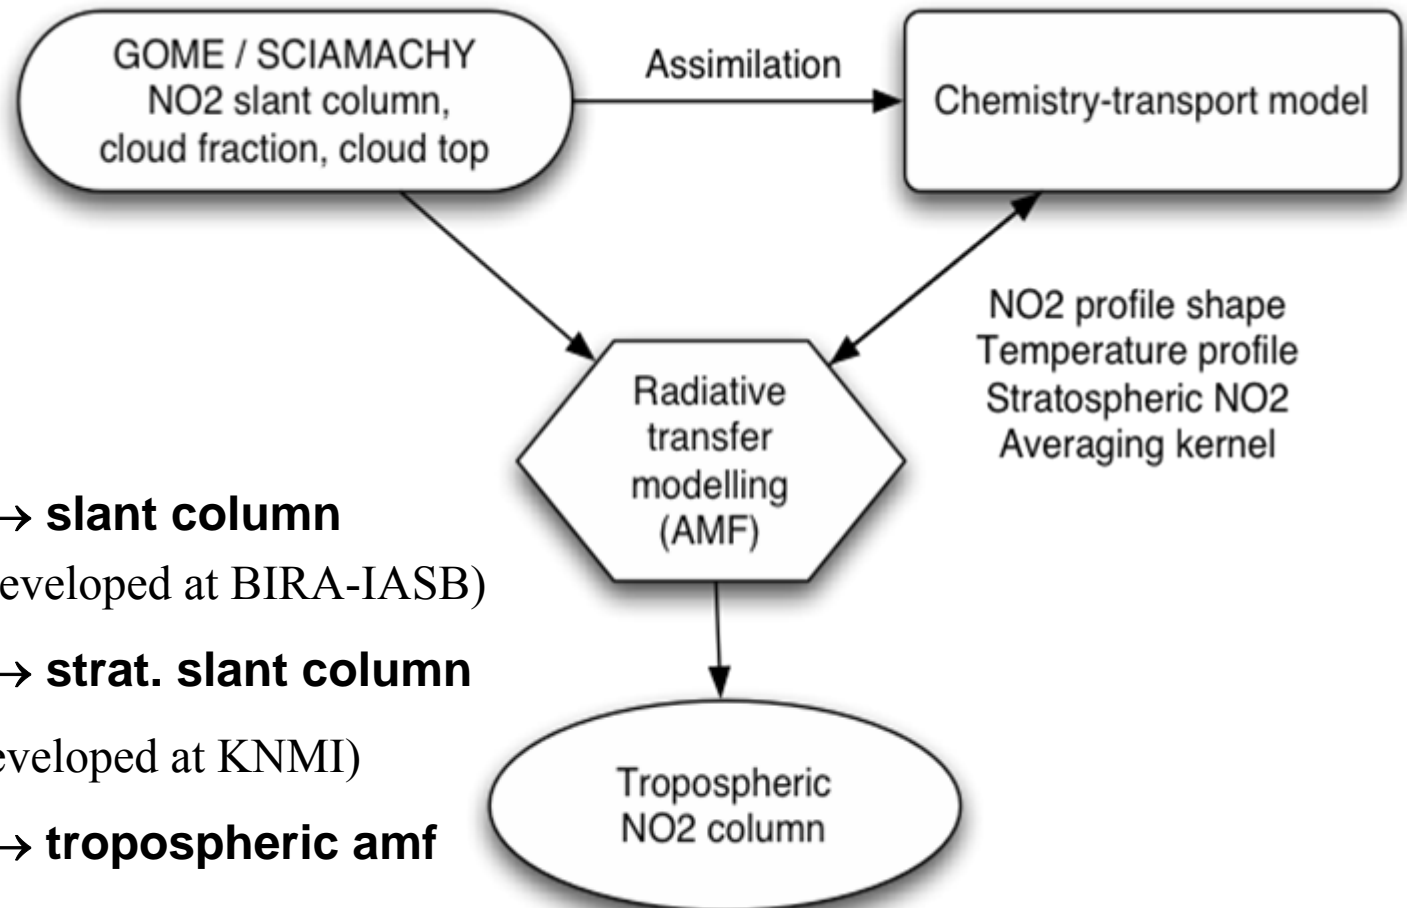 GOME / SCIAMACHY
NO2 slant column,
cloud fraction, cloud top
Assimilation
Chemistry-transport model
NO2 profile shape
Temperature profile
Stratospheric NO2
Averaging kernel
Radiative
transfer
modelling
(AMF)
→ slant column
eveloped at BIRA-IASB)
→ strat. slant column
eveloped at KNMI)
→ tropospheric amf
Tropospheric
NO2 column